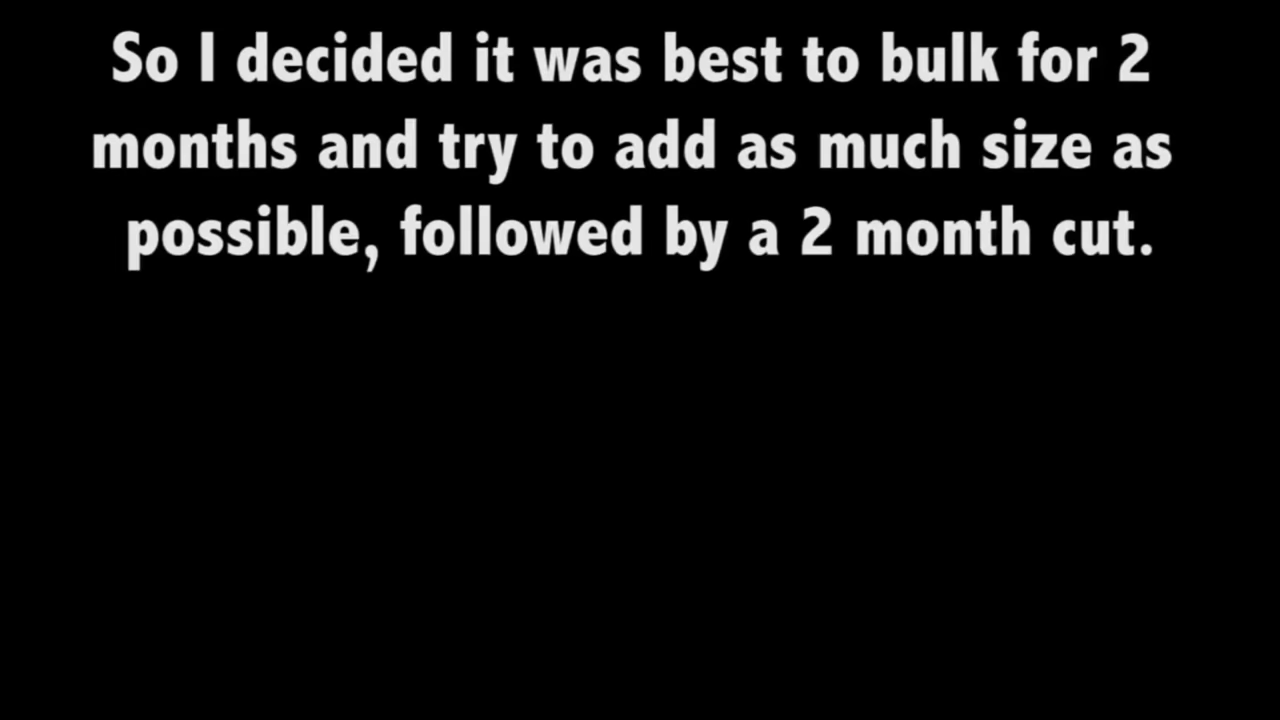 So I decided it was best to bulk for 2
months and try to add as much size as
possible, followed by a 2 month cut.